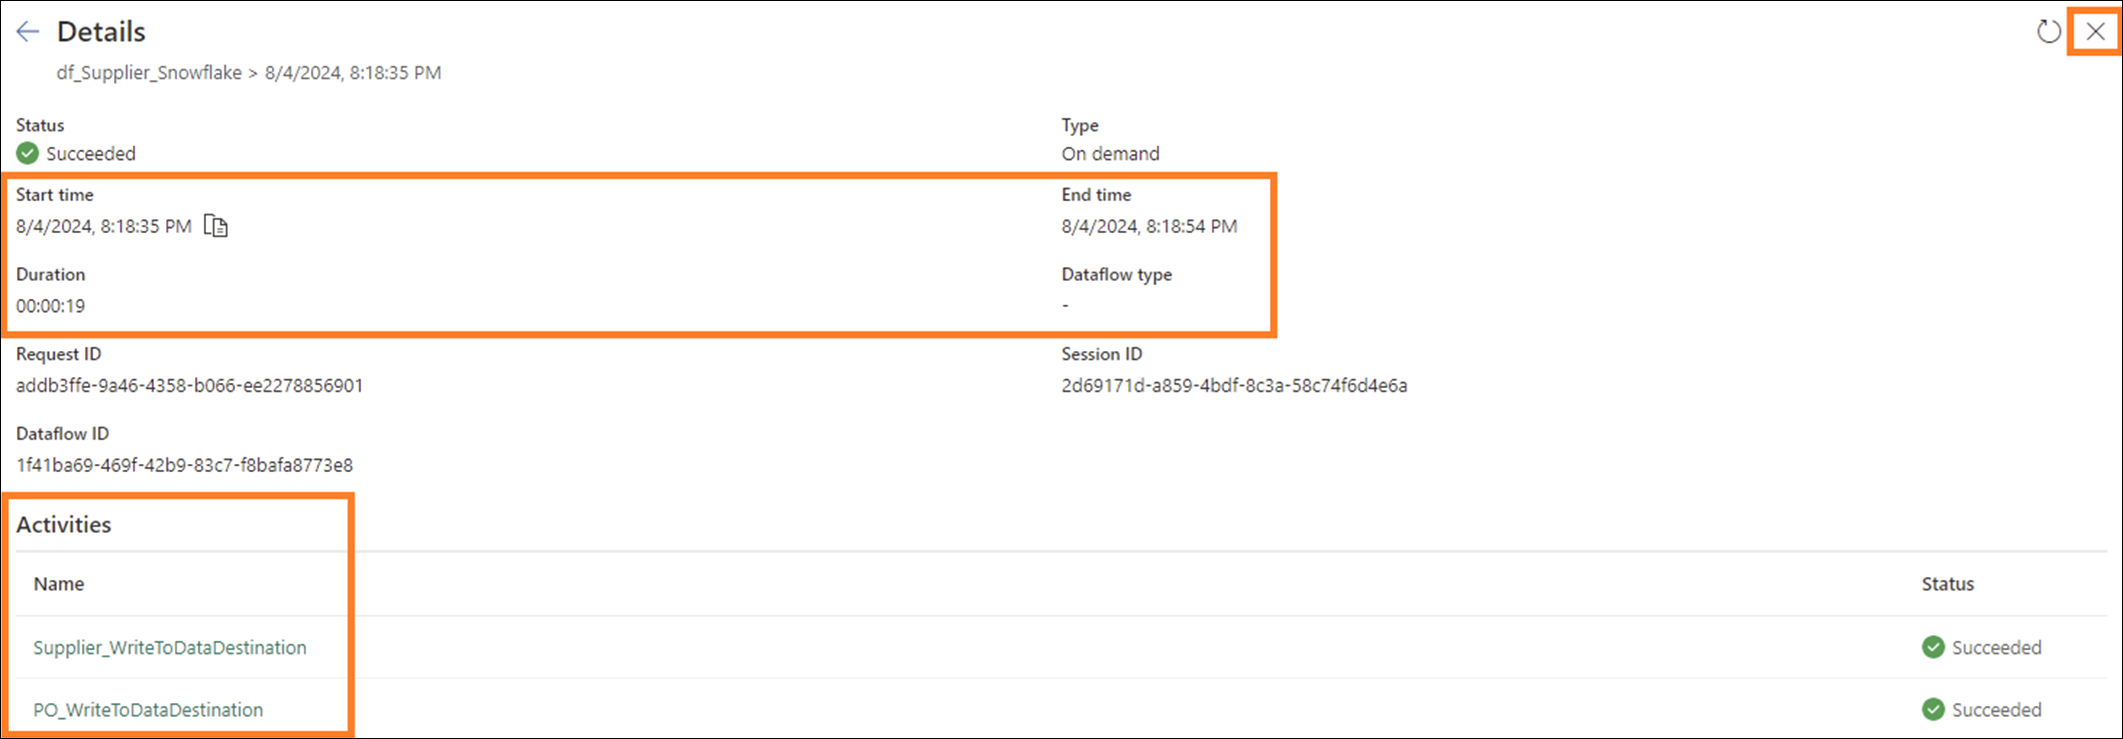 Details
df_Supplier_Snowflake > 8/4/2024, 8:18:35 PM
Status
Type
Succeeded
On demand
Start time
End time
8/4/2024, 8:18:35 PM
8/4/2024, 8:18:54 PM
Duration
Dataflow type
00:00:19
-
Request ID
Session ID
addb3ffe-9a46-4358-b066-ee2278856901
2d69171d-a859-4bdf-8c3a-58c74f6d4e6a
Dataflow ID
1f41ba69-469f-42b9-83c7-f8bafa8773e8
Activities
Name
Status
Supplier_WriteToDataDestination
Succeeded
PO_WriteToDataDestination
Succeeded